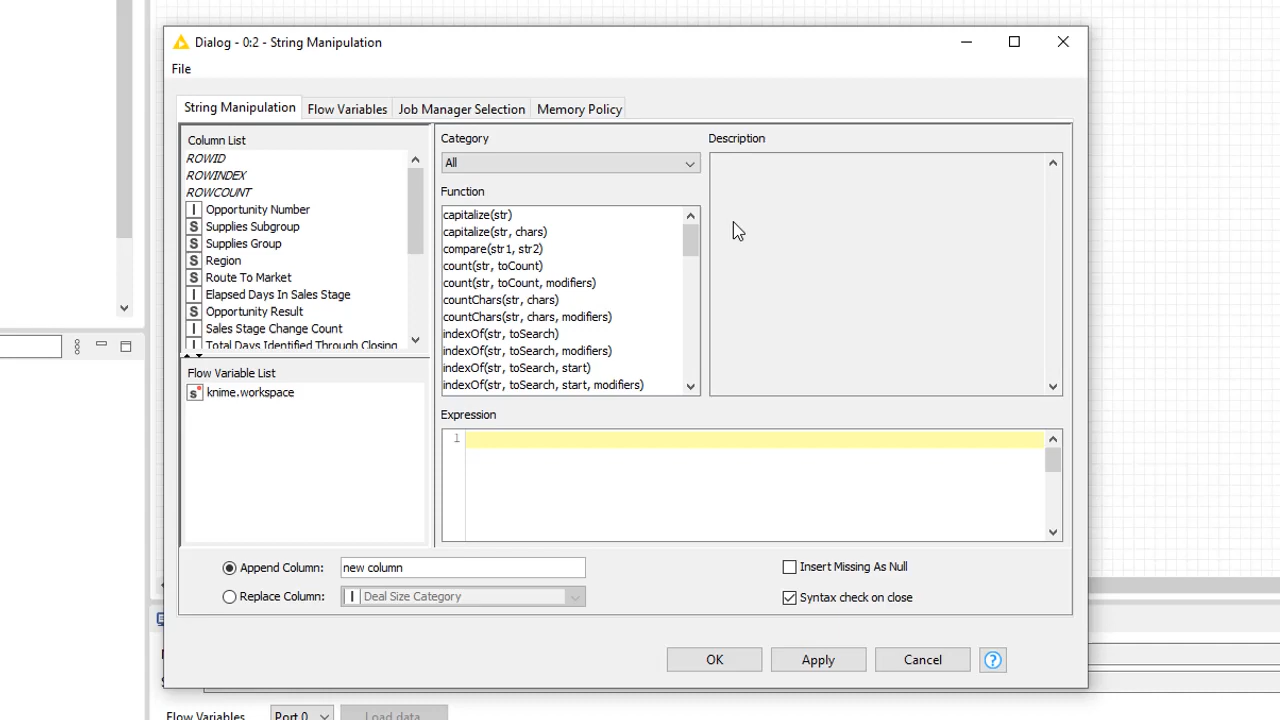 Dialog - 0:2 - String Manipulation
File
String Manipulation
Flow Variables
Job Manager Selection
Memory Policy
Column List
ROWID
ROWINDEX
ROWCOUNT
I Opportunity Number
S Supplies Subgroup
S Supplies Group
S Region
S Route To Market
I Elapsed Days In Sales Stage
S Opportunity Result
I Sales Stage Change Count
I Total Days Identified Through Closing
Flow Variable List
s knime.workspace
Category
All
Function
capitalize(str)
capitalize(str, chars)
compare(str1, str2)
count(str, toCount)
count(str, toCount, modifiers)
countChars(str, chars)
countChars(str, chars, modifiers)
indexOf(str, toSearch)
indexOf(str, toSearch, modifiers)
indexOf(str, toSearch, start)
indexOf(str, toSearch, start, modifiers)
Description
Expression
1
Append Column: new column
Replace Column: I Deal Size Category
Insert Missing As Null
Syntax check on close
OK
Apply
Cancel
?
Flow Variables
Port 0
Load data